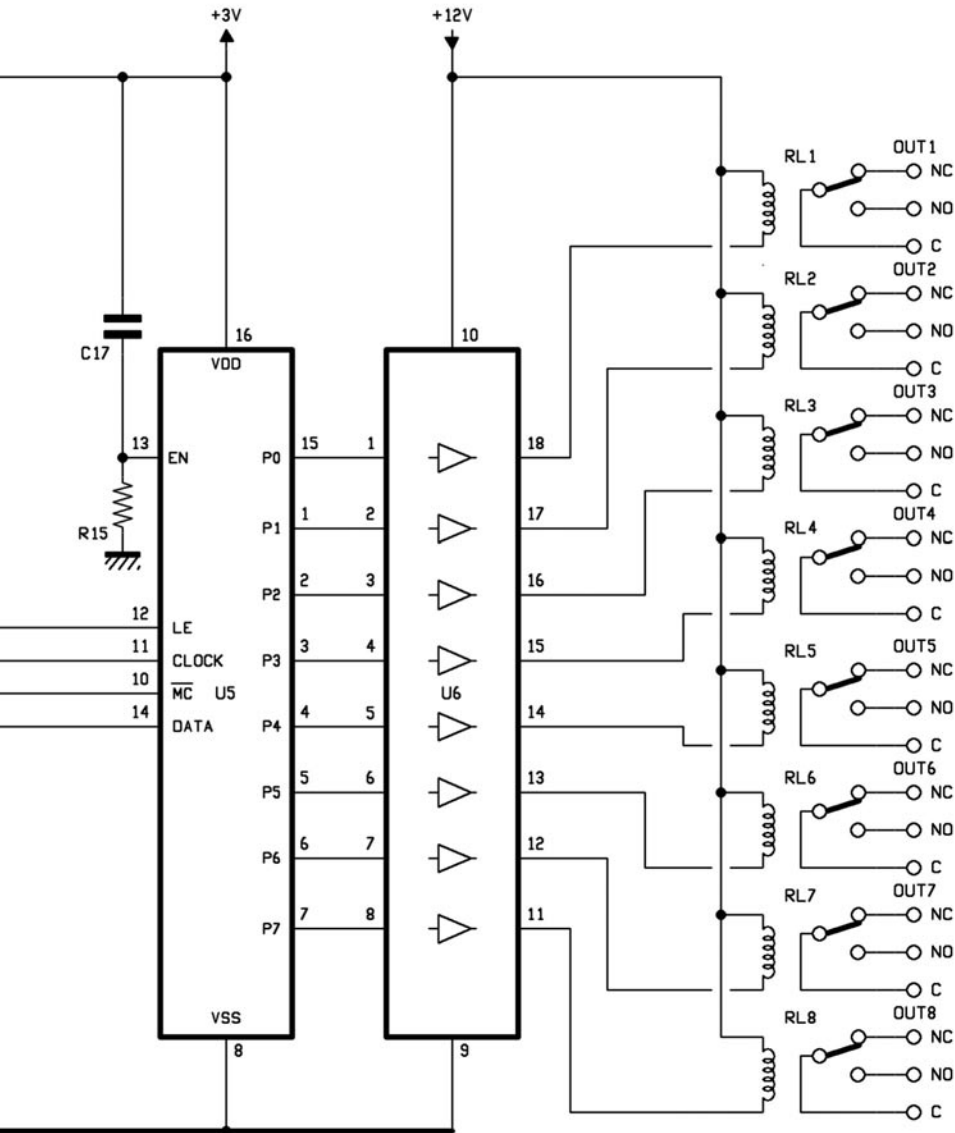 +3V
+12V
RL1
OUT1
NC
NO
C
RL2
OUT2
NC
NO
C
RL3
OUT3
NC
NO
C
RL4
OUT4
NC
NO
C
RL5
OUT5
NC
NO
C
RL6
OUT6
NC
NO
C
RL7
OUT7
NC
NO
C
RL8
OUT8
NC
NO
C
C17
R15
16
VDD
13
EN
12
LE
11
CLOCK
10
MC
U5
14
DATA
P0
15
P1
1
P2
2
P3
3
P4
4
P5
5
P6
6
P7
7
VSS
8
10
1
18
2
17
3
16
4
15
U6
5
14
6
13
7
12
8
11
9